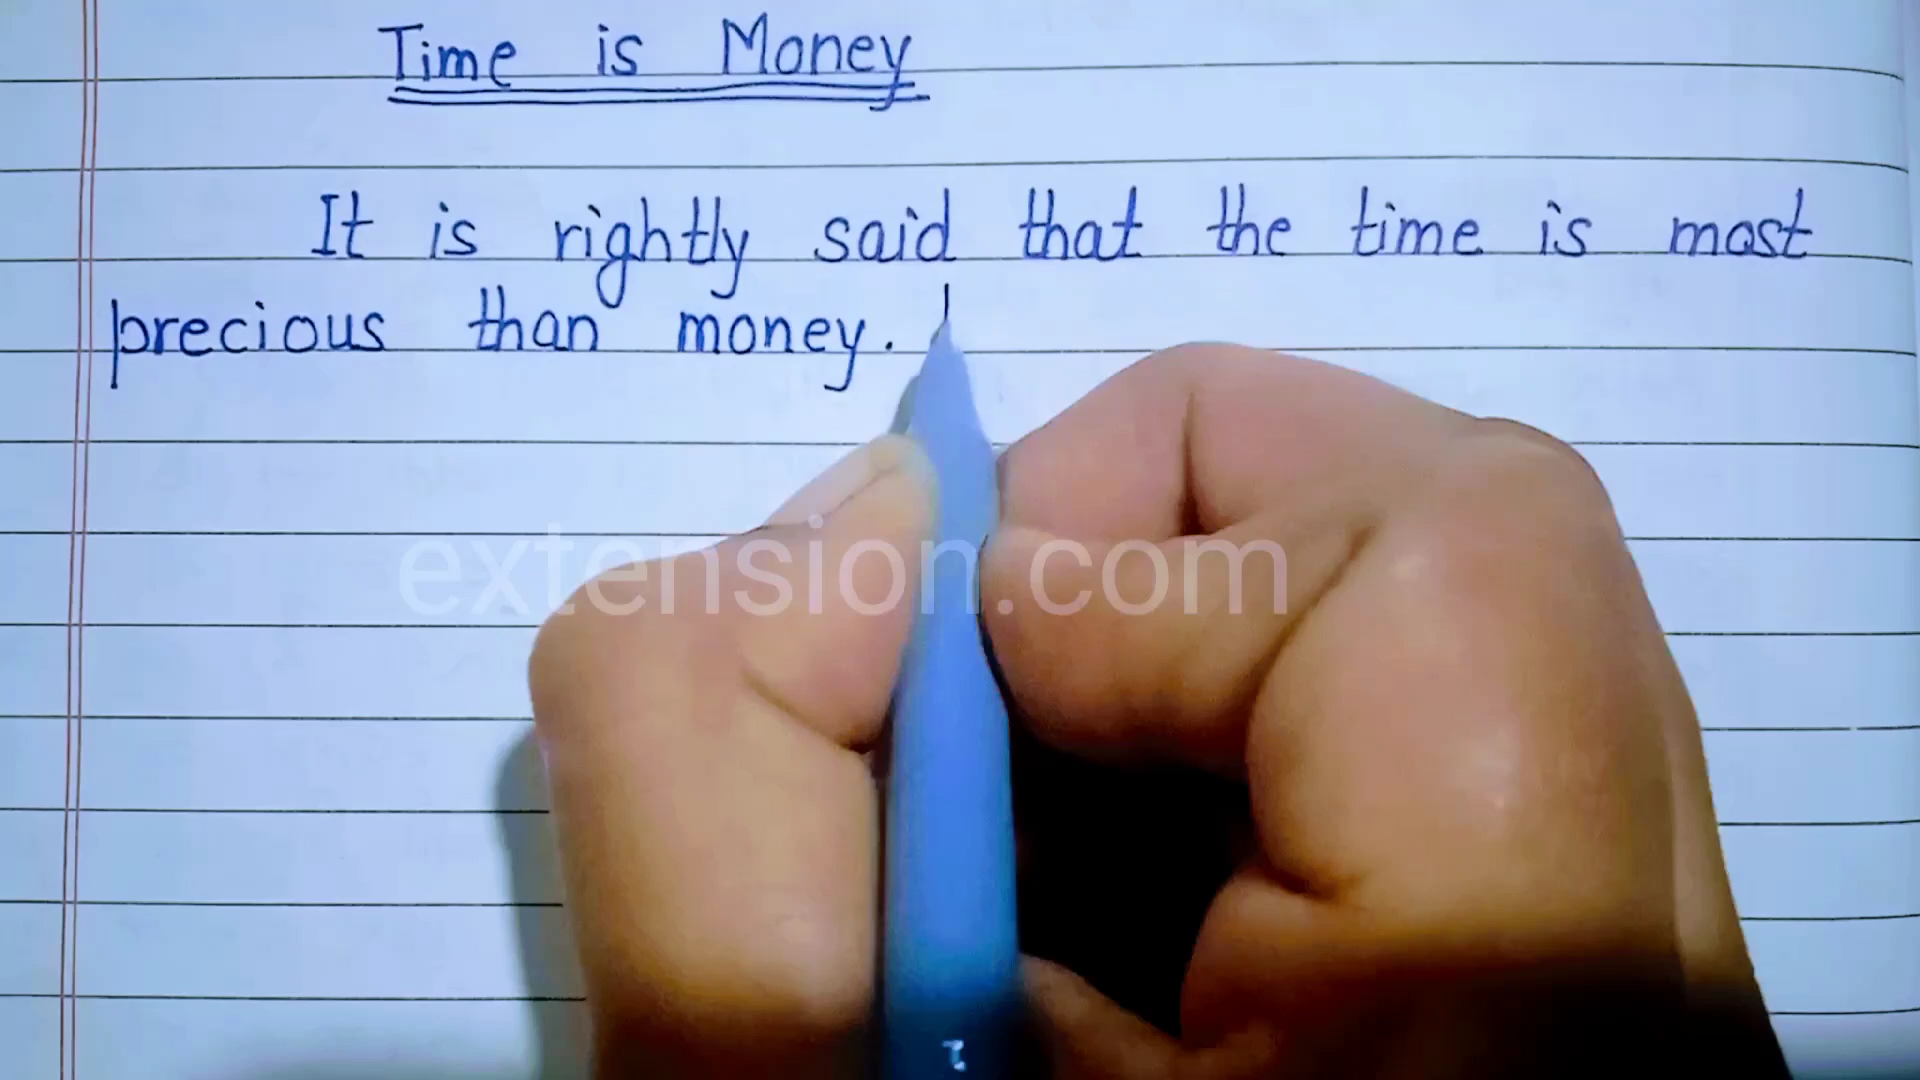 Time is Money
It is rightly said that the time is most
precious than money.
extension.com